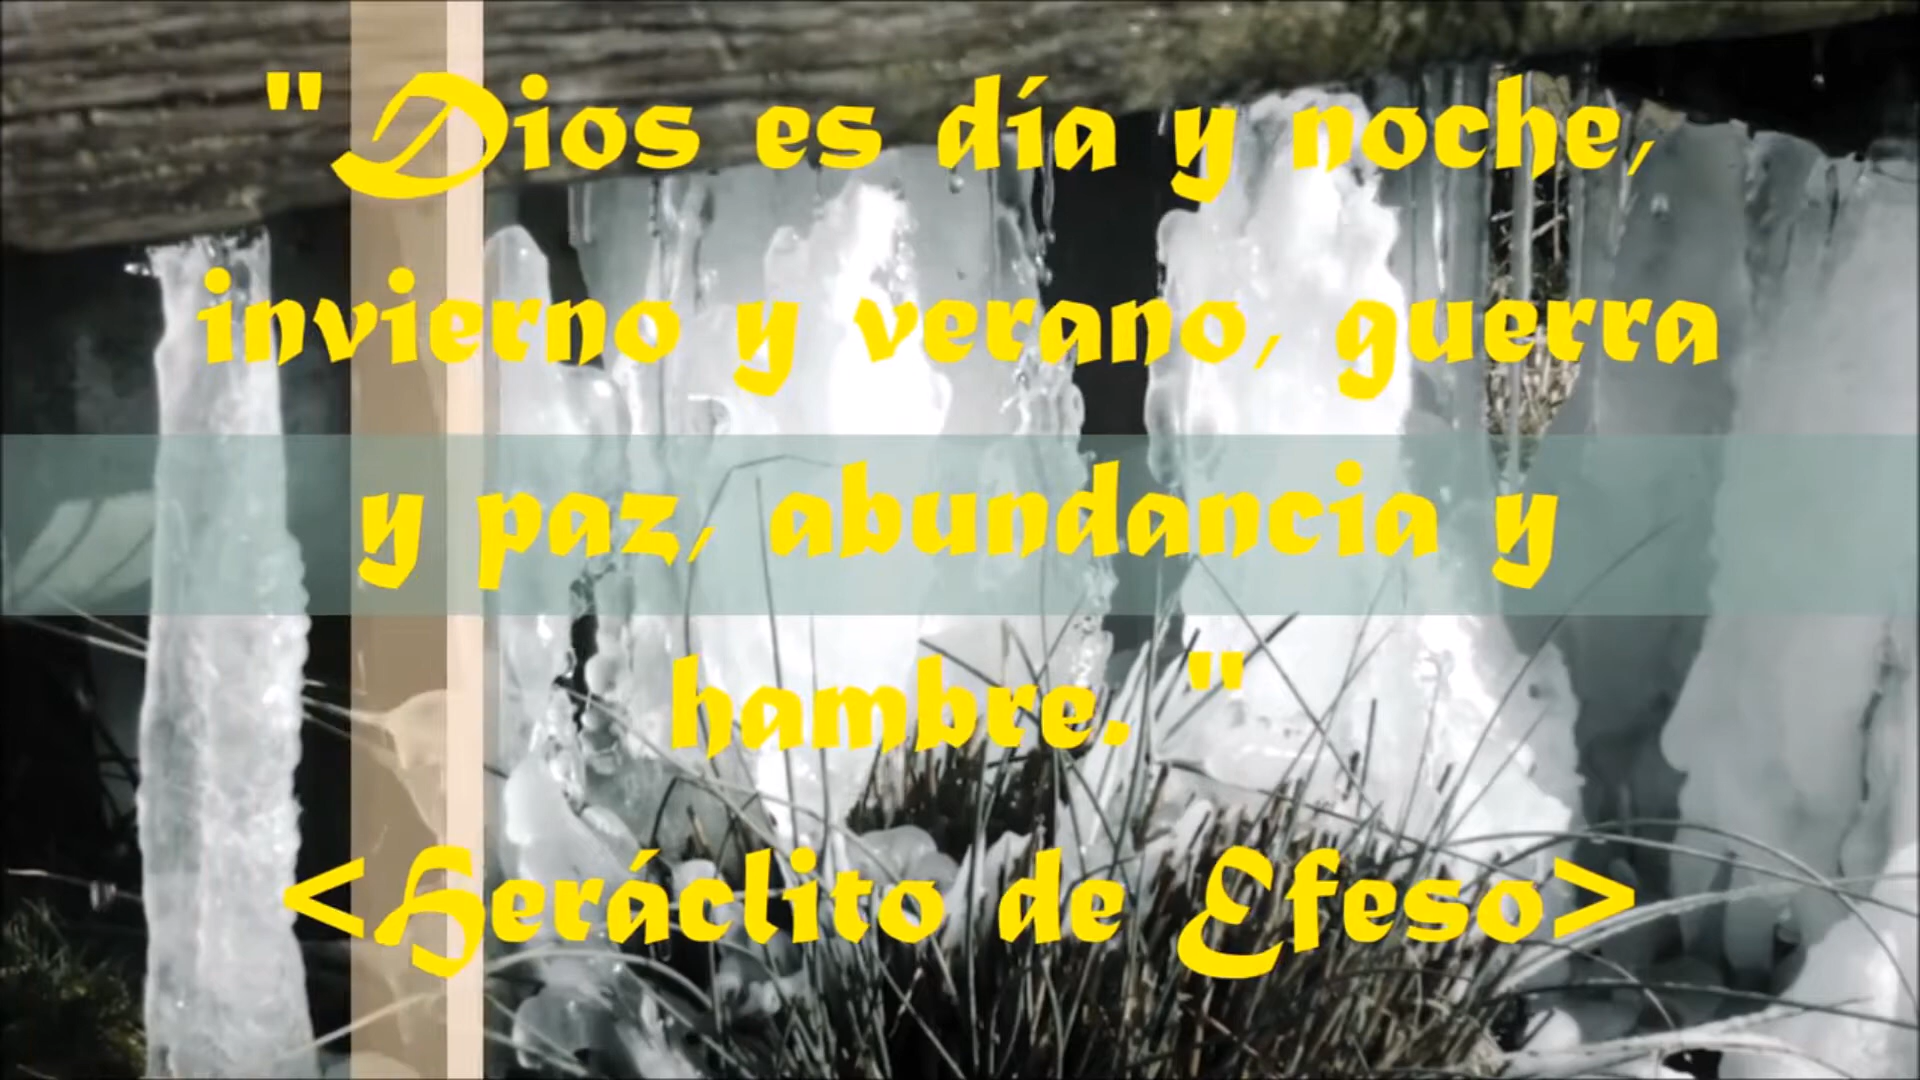 "Dios es día y noche,
invierno y verano, guerra
y paz, abundancia y
hambre. "
<Heráclito de Efeso>